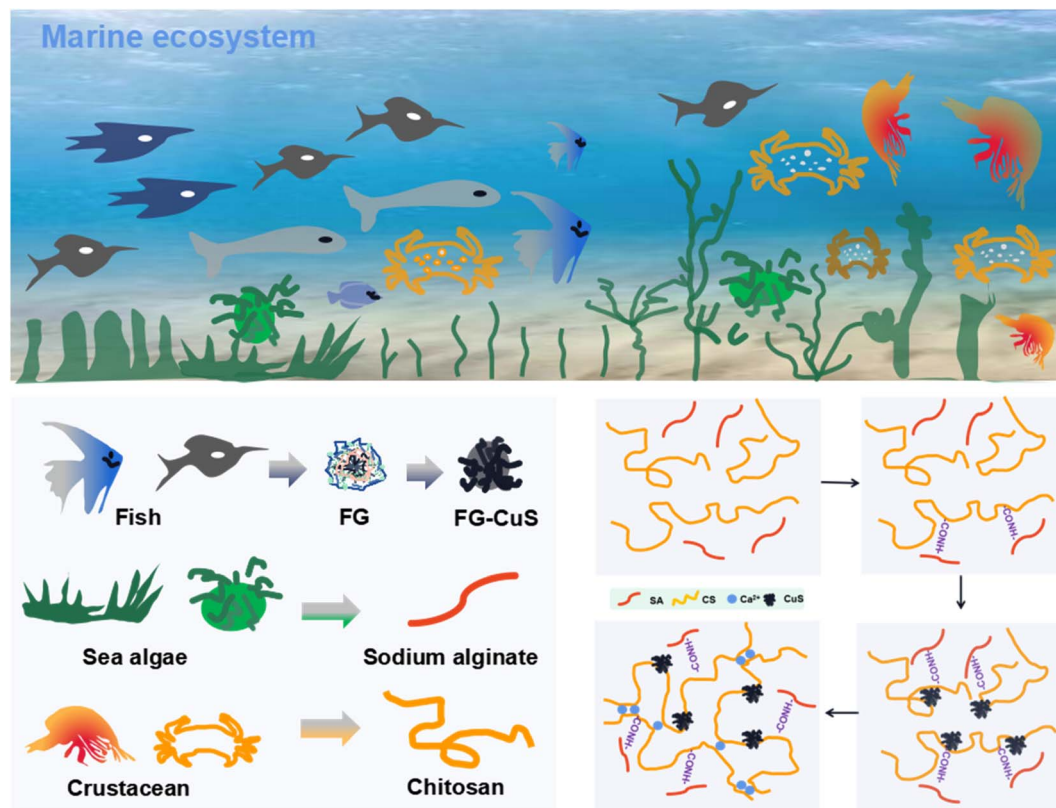 Marine ecosystem
Fish
FG
FG-CuS
Sea algae
Sodium alginate
Crustacean
Chitosan
-CONH-
-CONH-
SA
CS
Ca²⁺
CuS
-CONH-
-CONH-
-CONH-
-CONH-
-CONH-
-CONH-
-CONH-
-CONH-